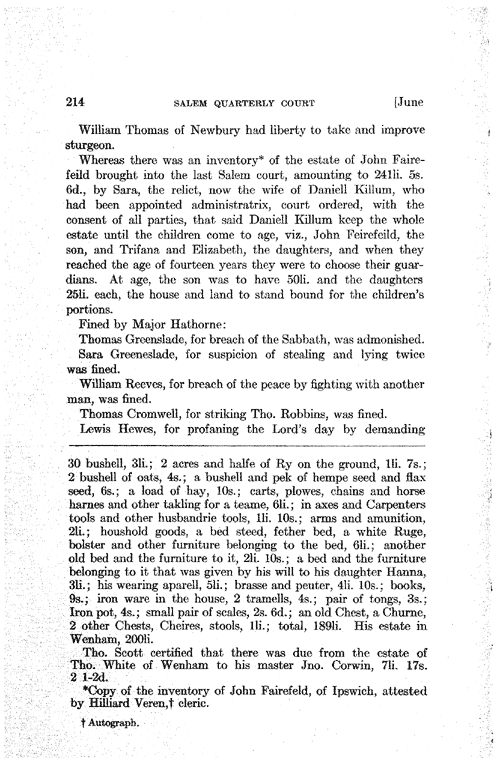 214 SALEM QUARTERLY COURT [June
William Thomas of Newbury had liberty to take and improve
sturgeon.
Whereas there was an inventory* of the estate of John Faire-
feild brought into the last Salem court, amounting to 241li. 5s.
6d., by Sara, the relict, now the wife of Daniell Killum, who
had been appointed administratrix, court ordered, with the
consent of all parties, that said Daniell Killum keep the whole
estate until the children come to age, viz., John Feirefeild, the
son, and Trifana and Elizabeth, the daughters, and when they
reached the age of fourteen years they were to choose their guar-
dians. At age, the son was to have 50li. and the daughters
25li. each, the house and land to stand bound for the children's
portions.
Fined by Major Hathorne:
Thomas Greenslade, for breach of the Sabbath, was admonished.
Sara Greeneslade, for suspicion of stealing and lying twice
was fined.
William Reeves, for breach of the peace by fighting with another
man, was fined.
Thomas Cromwell, for striking Tho. Robbins, was fined.
Lewis Hewes, for profaning the Lord's day by demanding
30 bushell, 3li.; 2 acres and halfe of Ry on the ground, 1li. 7s.;
2 bushell of oats, 4s.; a bushell and pek of hempe seed and flax
seed, 6s.; a load of hay, 10s.; carts, plowes, chains and horse
harnes and other takling for a teame, 6li.; in axes and Carpenters
tools and other husbandrie tools, 1li. 10s.; arms and amunition,
2li.; houshold goods, a bed steed, fether bed, a white Ruge,
bolster and other furniture belonging to the bed, 6li.; another
old bed and the furniture to it, 2li. 10s.; a bed and the furniture
belonging to it that was given by his will to his daughter Hanna,
3li.; his wearing aparell, 5li.; brasse and peuter, 4li. 10s.; books,
9s.; iron ware in the house, 2 tramells, 4s.; pair of tongs, 3s.;
Iron pot, 4s.; small pair of scales, 2s. 6d.; an old Chest, a Churne,
2 other Chests, Cheires, stools, 1li.; total, 189li. His estate in
Wenham, 200li.
Tho. Scott certified that there was due from the estate of
Tho. White of Wenham to his master Jno. Corwin, 7li. 17s.
2 1-2d.
*Copy of the inventory of John Fairefeld, of Ipswich, attested
by Hilliard Veren,† cleric.
† Autograph.